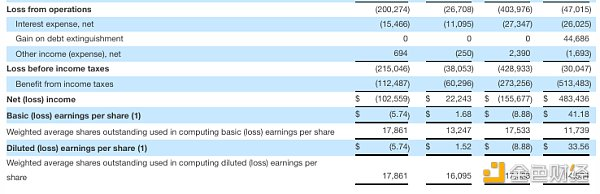 Loss from operations (200,274) (26,708) (403,976) (47,015)
Interest expense, net (15,466) (11,095) (27,347) (26,025)
Gain on debt extinguishment 0 0 0 44,686
Other income (expense), net 694 (250) 2,390 (1,693)
Loss before income taxes (215,046) (38,053) (428,933) (30,047)
Benefit from income taxes (112,487) (60,296) (273,256) (513,483)
Net (loss) income $ (102,559) $ 22,243 $ (155,677) $ 483,436
Basic (loss) earnings per share (1) $ (5.74) $ 1.68 $ (8.88) $ 41.18
Weighted average shares outstanding used in computing basic (loss) earnings per share 17,861 13,247 17,533 11,739
Diluted (loss) earnings per share (1) $ (5.74) $ 1.52 $ (8.88) $ 33.56
Weighted average shares outstanding used in computing diluted (loss) earnings per
share 17,861 16,095
金色财经